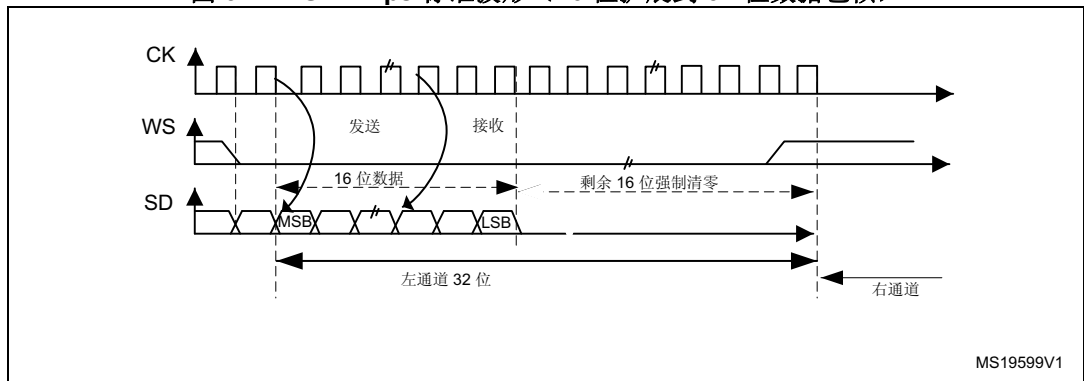 CK
WS
发送
接收
16 位数据
剩余 16 位强制清零
SD
MSB
LSB
左通道 32 位
右通道
MS19599V1